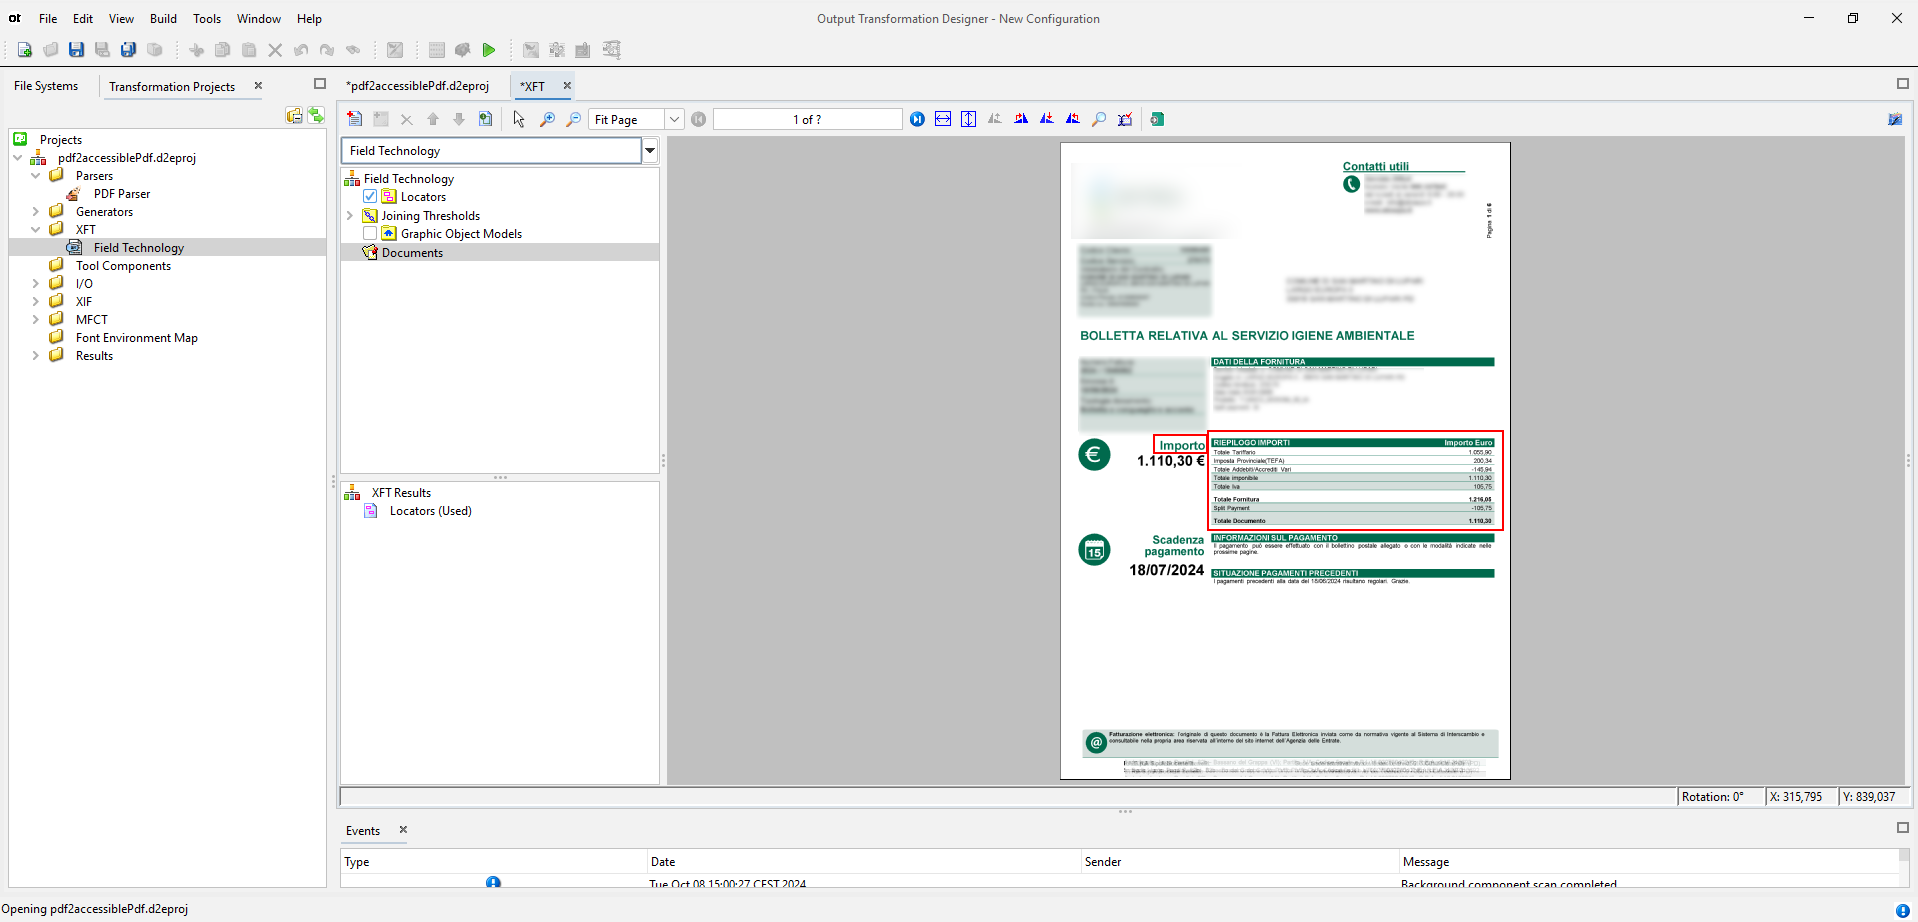 File Edit View Build Tools Window Help
Output Transformation Designer - New Configuration
File Systems
Transformation Projects
*pdf2accessiblePdf.d2eproj
*XFT
Fit Page
1 of ?
Projects
pdf2accessiblePdf.d2eproj
Parsers
PDF Parser
Generators
XFT
Field Technology
Tool Components
I/O
XIF
MFCT
Font Environment Map
Results
Field Technology
Field Technology
Locators
Joining Thresholds
Graphic Object Models
Documents
XFT Results
Locators (Used)
Contatti utili
Pagina 1 di 6
BOLLETTA RELATIVA AL SERVIZIO IGIENE AMBIENTALE
DATI DELLA FORNITURA
Importo
1.110,30 €
RIEPILOGO IMPORTI Importo Euro
Totale Tariffario 1.055,90
Imposta Provinciale(TEFA) 200,34
Totale Addebiti/Accrediti Vari -145,94
Totale imponibile 1.110,30
Totale Iva 105,75
Totale Fornitura 1.216,05
Split Payment -105,75
Totale Documento 1.110,30
15
Scadenza
pagamento
18/07/2024
INFORMAZIONI SUL PAGAMENTO
Il pagamento può essere effettuato con il bollettino postale allegato o con le modalità indicate nelle
prossime pagine.
SITUAZIONE PAGAMENTI PRECEDENTI
I pagamenti precedenti alla data del 18/06/2024 risultano regolari. Grazie.
Fatturazione elettronica: l'originale di questo documento è la Fattura Elettronica inviata come da normativa vigente al Sistema di Interscambio e
consultabile nella propria area riservata all'interno del sito internet dell'Agenzia delle Entrate.
Rotation: 0° X: 315,795 Y: 839,037
Events
Type Date Sender Message
Tue Oct 08 15:00:27 CEST 2024 Background component scan completed
Opening pdf2accessiblePdf.d2eproj